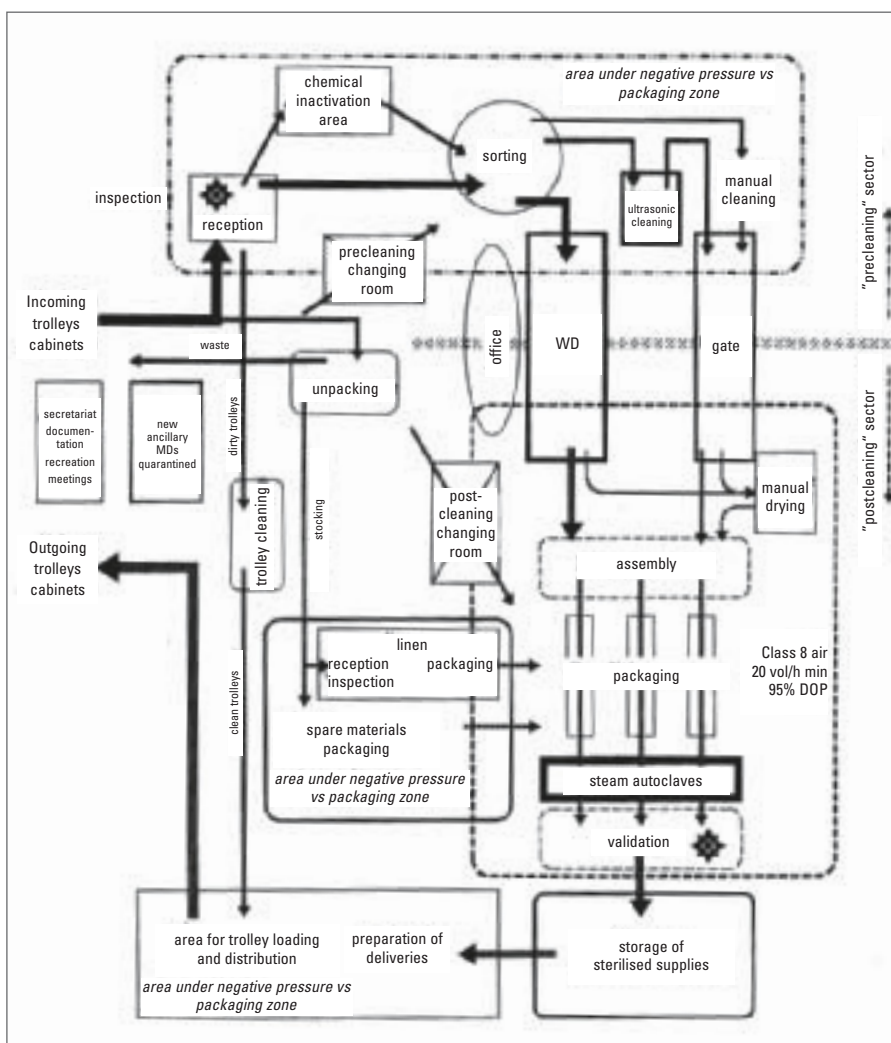 chemical
inactivation
area
area under negative pressure vs
packaging zone
sorting
inspection
reception
ultrasonic
cleaning
manual
cleaning
"precleaning" sector
precleaning
changing
room
Incoming
trolleys
cabinets
waste
unpacking
office
WD
gate
secretariat
documen-
tation
recreation
meetings
new
ancillary
MDs
quarantined
dirty trolleys
stocking
trolley cleaning
post-
cleaning
changing
room
manual
drying
"postcleaning" sector
Outgoing
trolleys
cabinets
assembly
clean trolleys
linen
reception
inspection
packaging
packaging
Class 8 air
20 vol/h min
95% DOP
spare materials
packaging
area under negative pressure
vs packaging zone
steam autoclaves
validation
area for trolley loading
and distribution
preparation of
deliveries
area under negative pressure vs
packaging zone
storage of
sterilised supplies